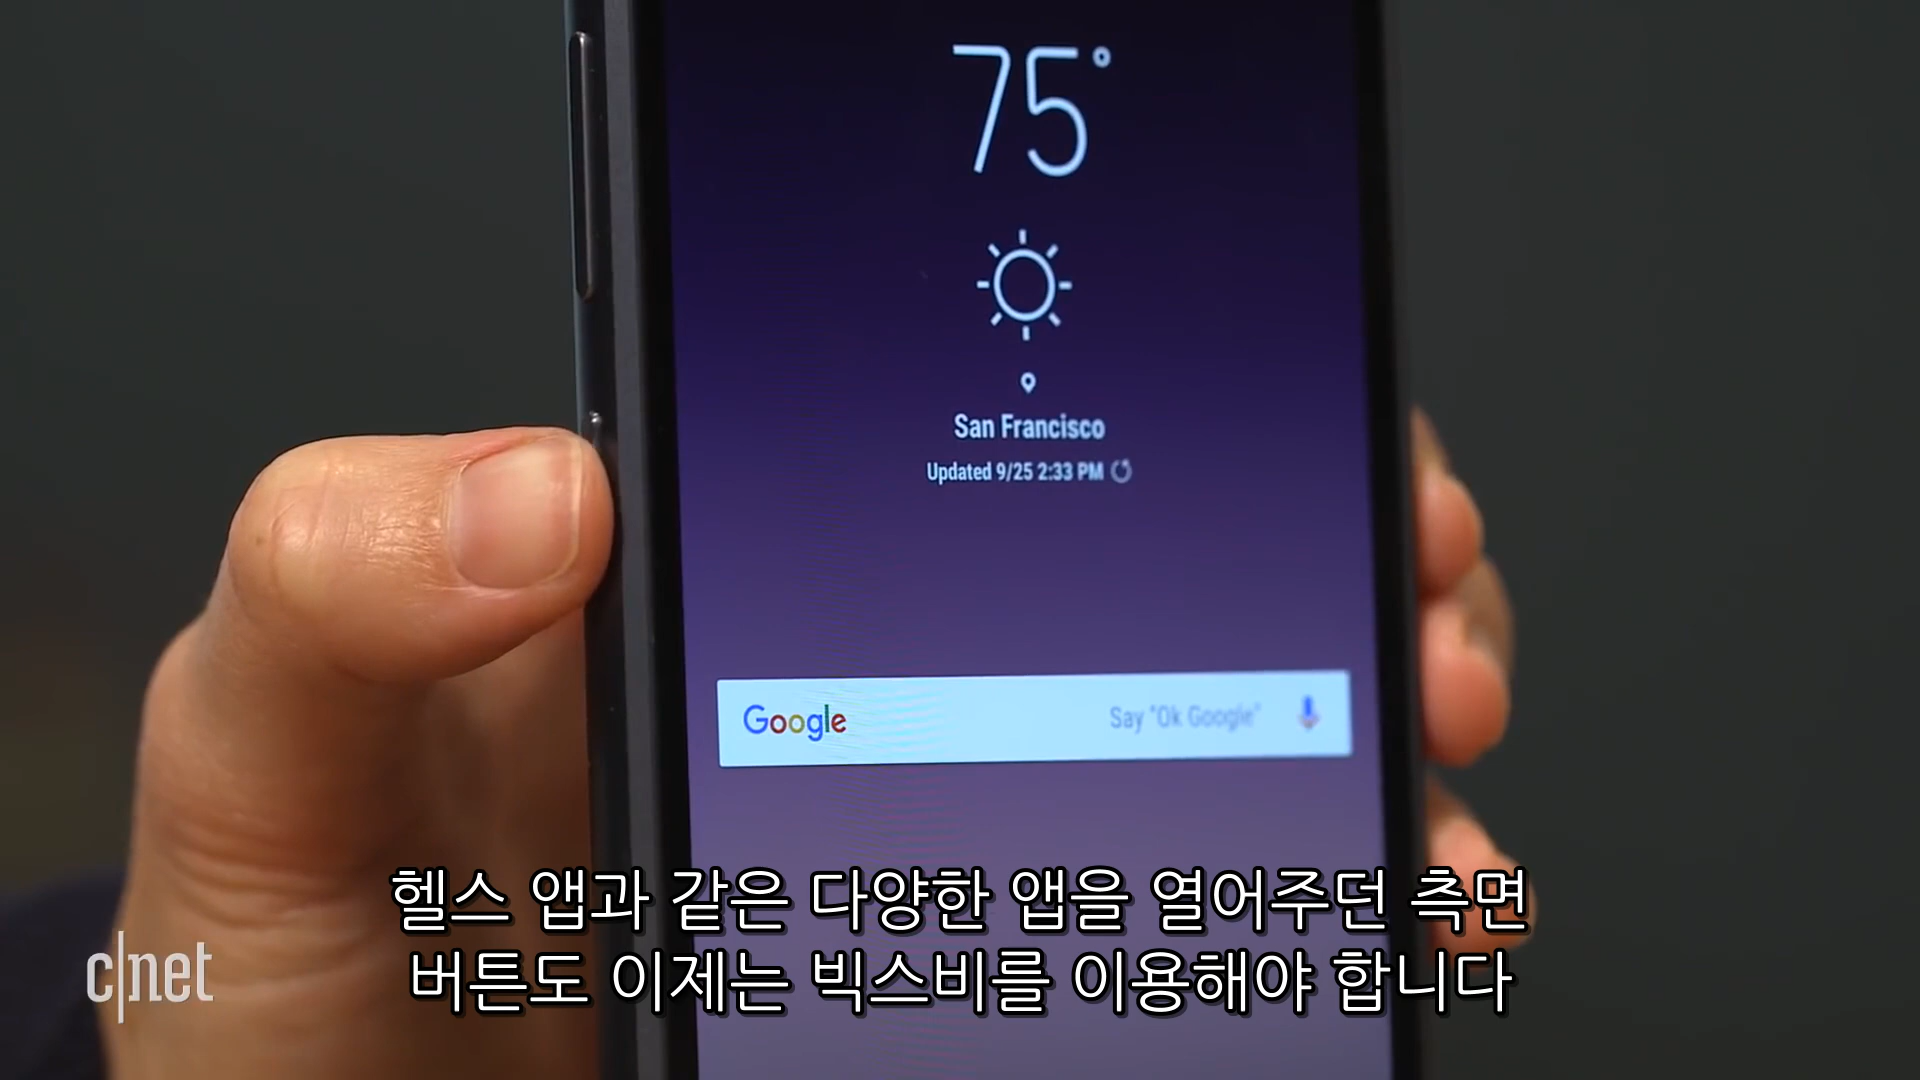 75°
San Francisco
Updated 9/25 2:33 PM
Google Say "Ok Google"
헬스 앱과 같은 다양한 앱을 열어주던 측면
버튼도 이제는 빅스비를 이용해야 합니다
c|net